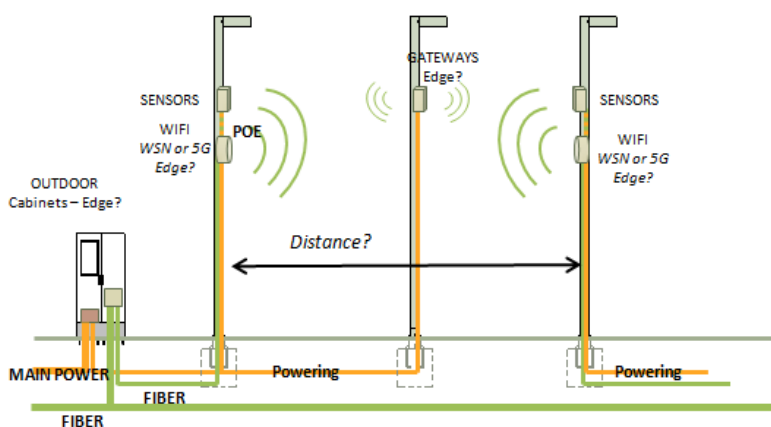 GATEWAYS
Edge?
SENSORS
SENSORS
WIFI
POE
WSN or 5G
Edge?
WIFI
WSN or 5G
Edge?
OUTDOOR
Cabinets – Edge?
Distance?
MAIN POWER
Powering
Powering
FIBER
FIBER